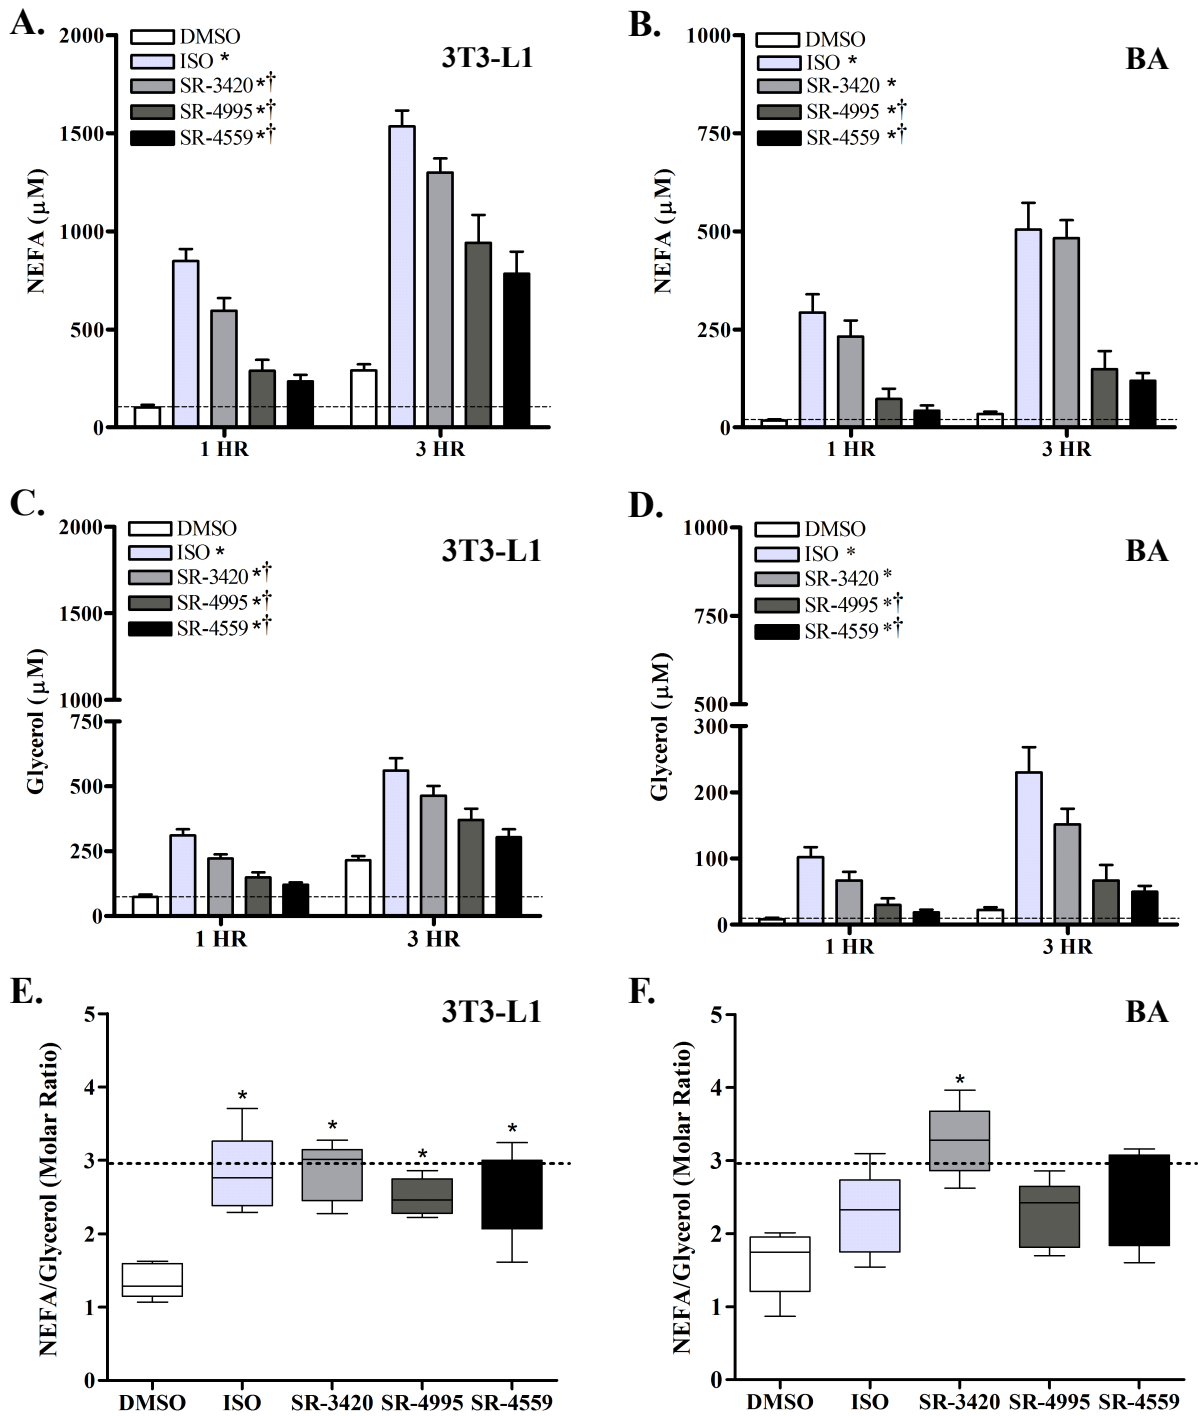 A.
3T3-L1
DMSO
ISO *
SR-3420 *†
SR-4995 *†
SR-4559 *†
NEFA (μM)
2000
1500
1000
500
0
1 HR
3 HR
B.
BA
DMSO
ISO *
SR-3420 *
SR-4995 *†
SR-4559 *†
NEFA (μM)
1000
750
500
250
0
1 HR
3 HR
C.
3T3-L1
DMSO
ISO *
SR-3420 *†
SR-4995 *†
SR-4559 *†
Glycerol (μM)
2000
1500
1000
750
500
250
0
1 HR
3 HR
D.
BA
DMSO
ISO *
SR-3420 *
SR-4995 *†
SR-4559 *†
Glycerol (μM)
1000
750
500
300
200
100
0
1 HR
3 HR
E.
3T3-L1
NEFA/Glycerol (Molar Ratio)
5
4
3
2
1
0
* * * *
DMSO ISO SR-3420 SR-4995 SR-4559
F.
BA
NEFA/Glycerol (Molar Ratio)
5
4
3
2
1
0
*
DMSO ISO SR-3420 SR-4995 SR-4559